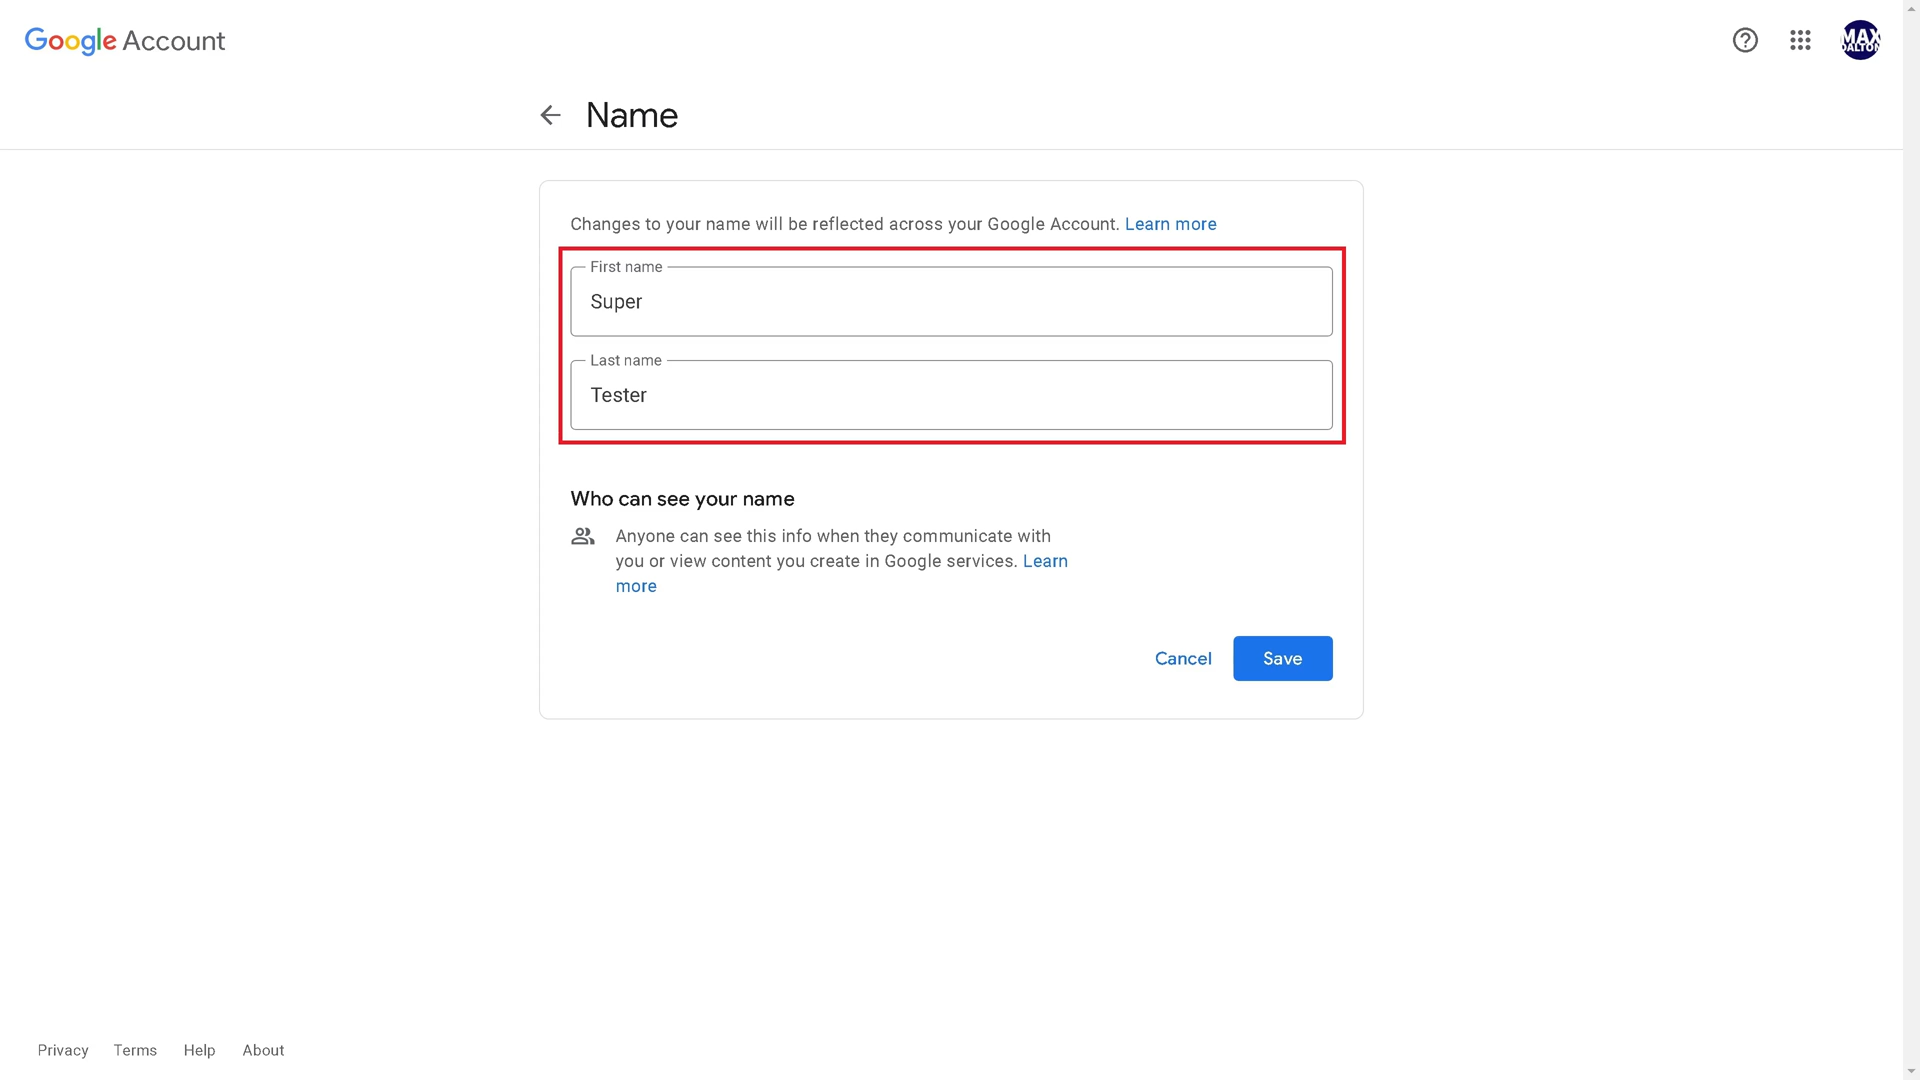 Google Account
MAX
DALTON
Name
Changes to your name will be reflected across your Google Account. Learn more
First name
Super
Last name
Tester
Who can see your name
Anyone can see this info when they communicate with
you or view content you create in Google services. Learn
more
Cancel
Save
Privacy
Terms
Help
About